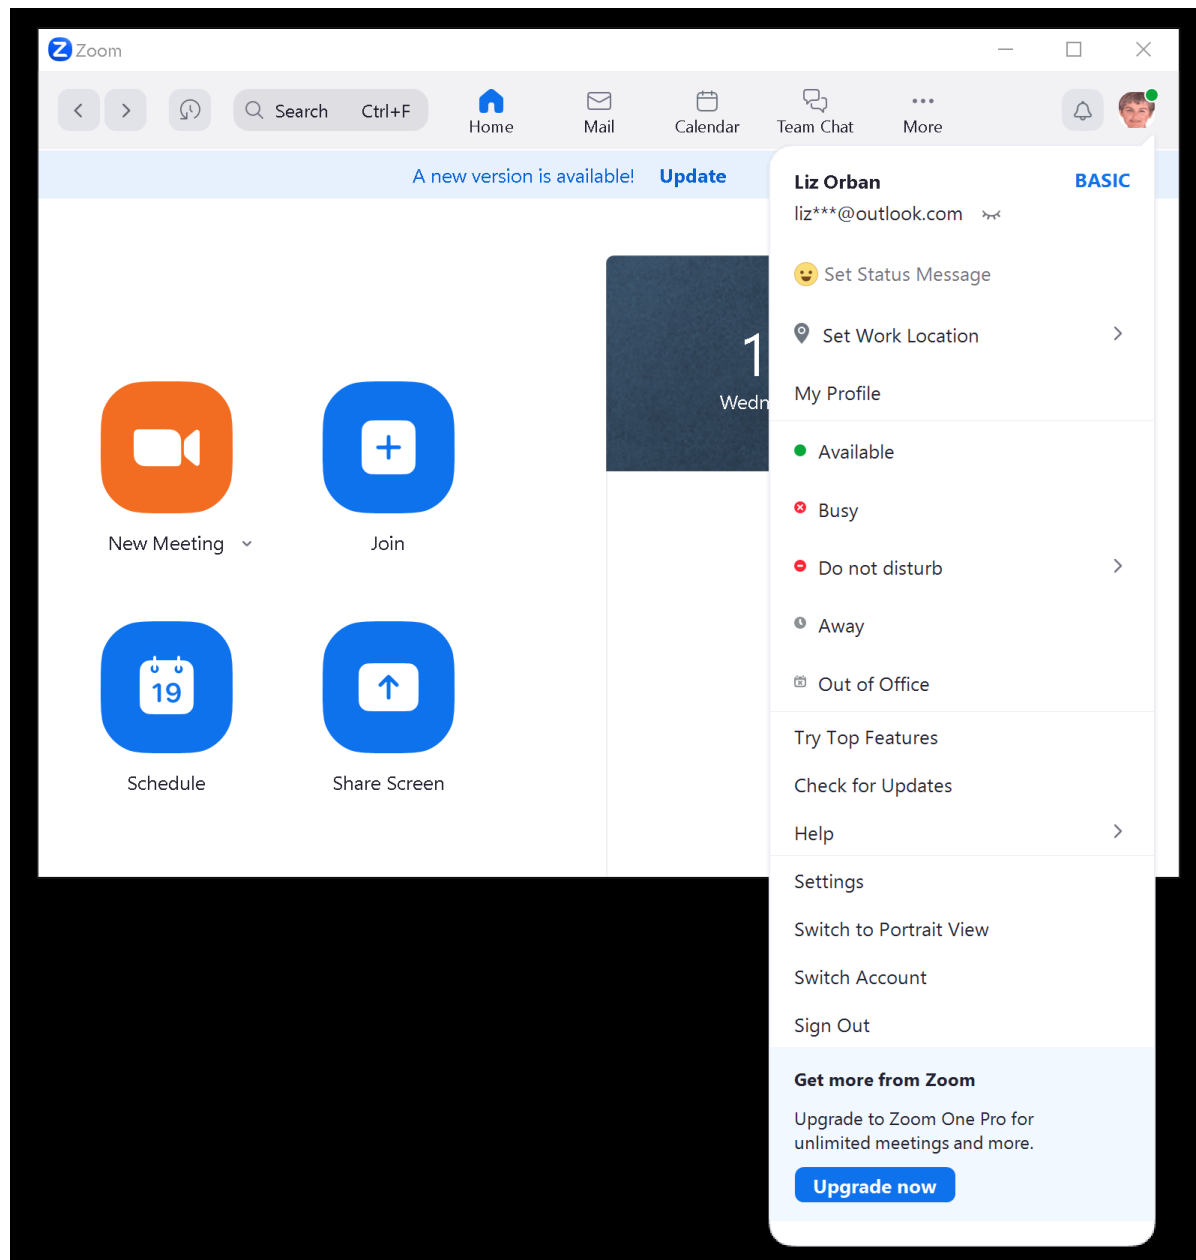 Zoom
Search Ctrl+F
Home
Mail
Calendar
Team Chat
More
A new version is available! Update
Liz Orban BASIC
liz***@outlook.com
Set Status Message
Set Work Location
My Profile
Available
Busy
Do not disturb
Away
Out of Office
Try Top Features
Check for Updates
Help
Settings
Switch to Portrait View
Switch Account
Sign Out
Get more from Zoom
Upgrade to Zoom One Pro for
unlimited meetings and more.
Upgrade now
1
Wedn
New Meeting
Join
19
Schedule
Share Screen